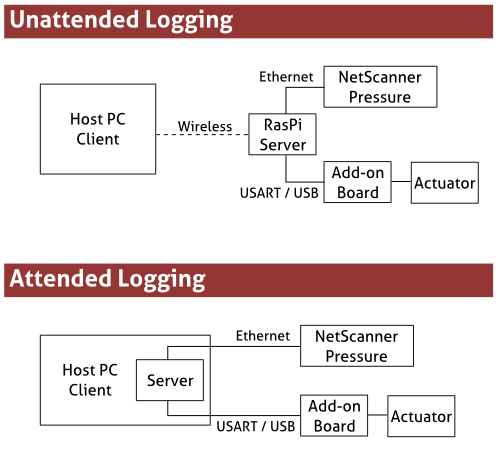 Unattended Logging
Ethernet
NetScanner
Pressure
Host PC
Client
Wireless
RasPi
Server
USART / USB
Add-on
Board
Actuator
Attended Logging
Ethernet
NetScanner
Pressure
Host PC
Client
Server
USART / USB
Add-on
Board
Actuator